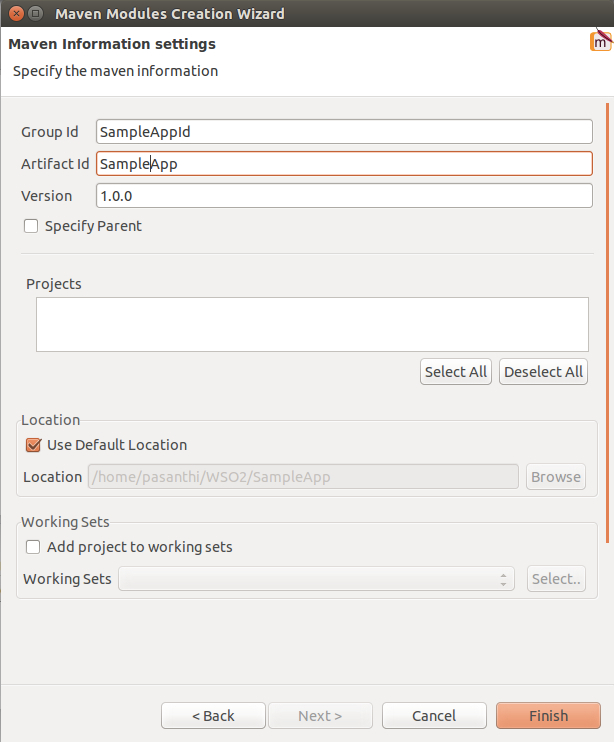 Maven Modules Creation Wizard
Maven Information settings
m
Specify the maven information
Group Id SampleAppId
Artifact Id SampleApp
Version 1.0.0
Specify Parent
Projects
Select All Deselect All
Location
Use Default Location
Location /home/pasanthi/WSO2/SampleApp Browse
Working Sets
Add project to working sets
Working Sets Select..
< Back Next > Cancel Finish